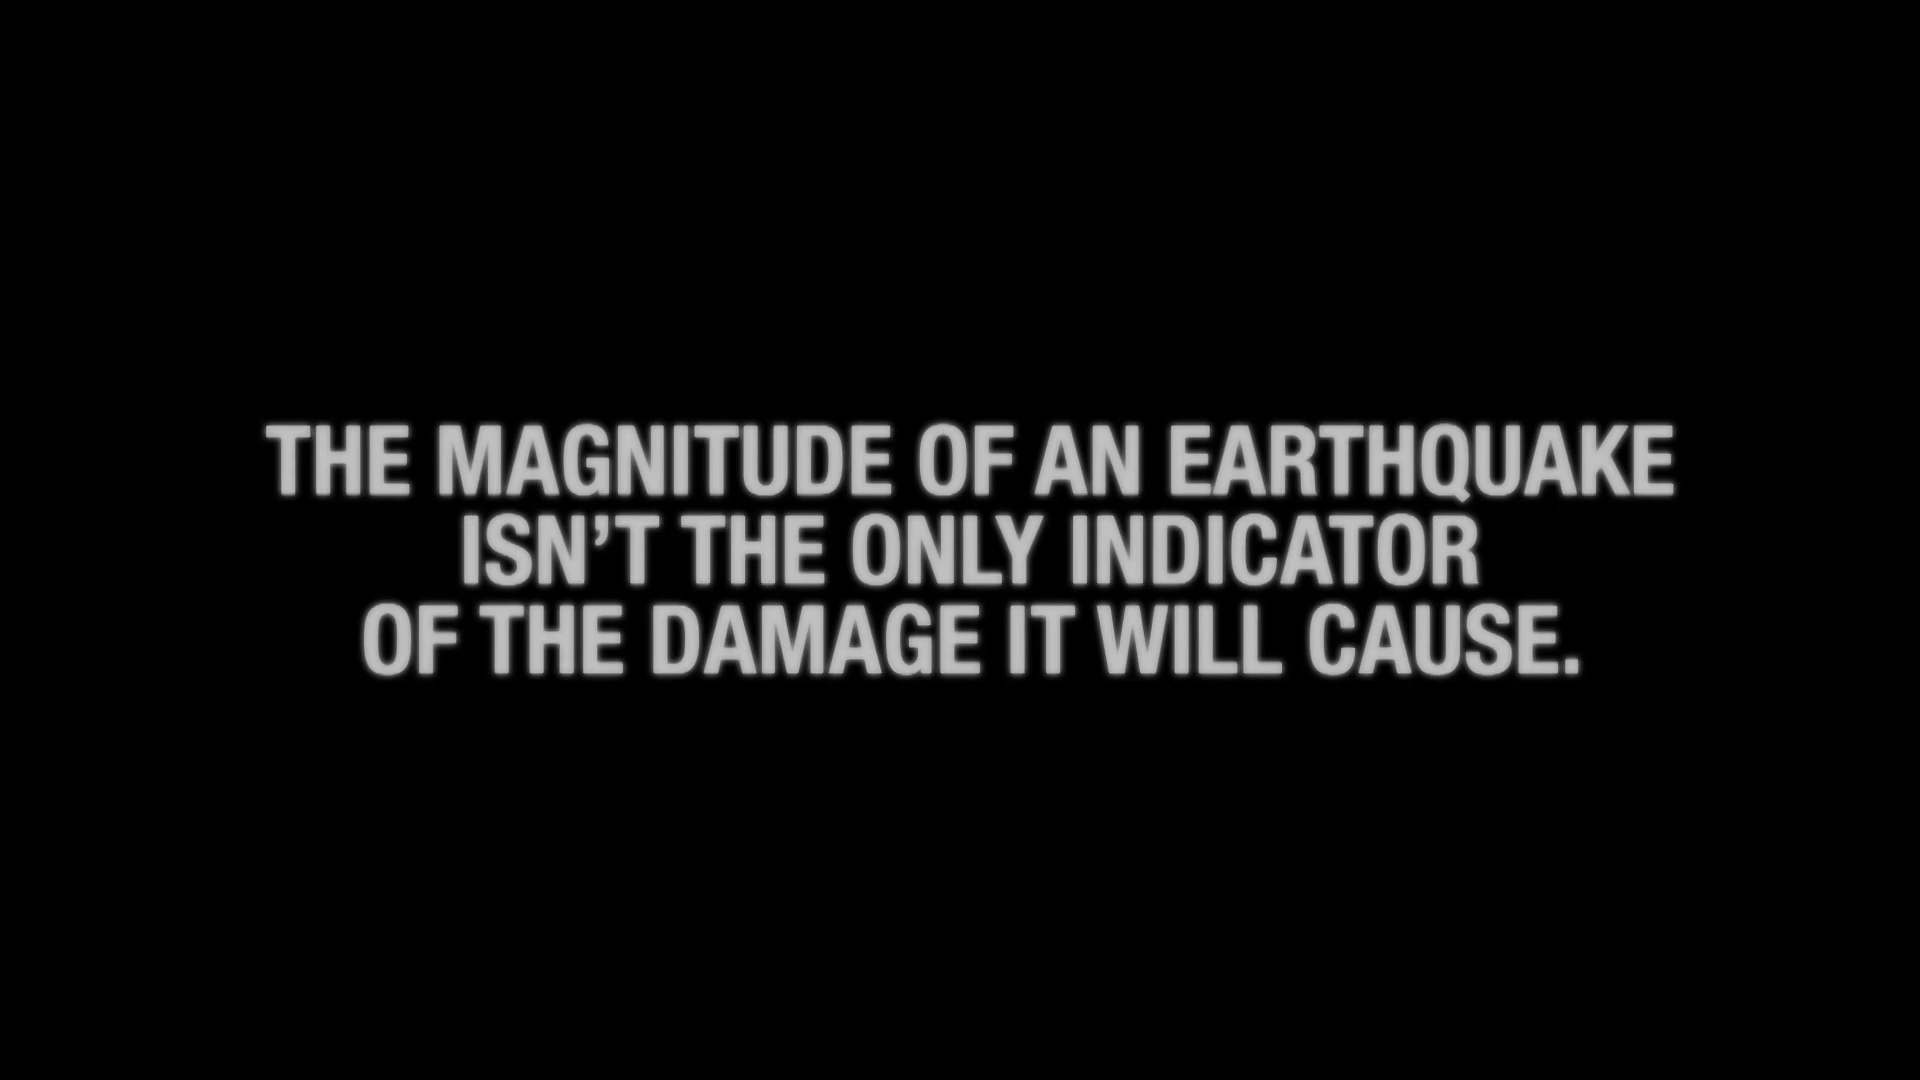 THE MAGNITUDE OF AN EARTHQUAKE
ISN’T THE ONLY INDICATOR
OF THE DAMAGE IT WILL CAUSE.